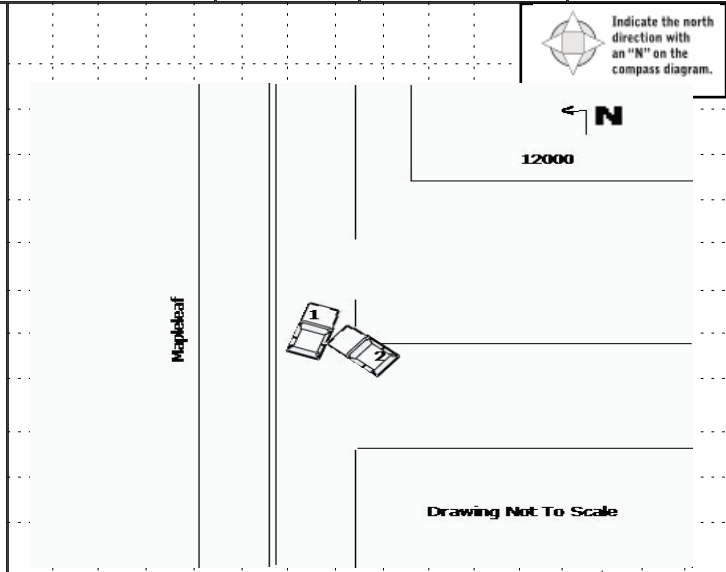 Indicate the north
direction with
an “N” on the
compass diagram.
N
12000
Mapleleaf
1
2
Drawing Not To Scale